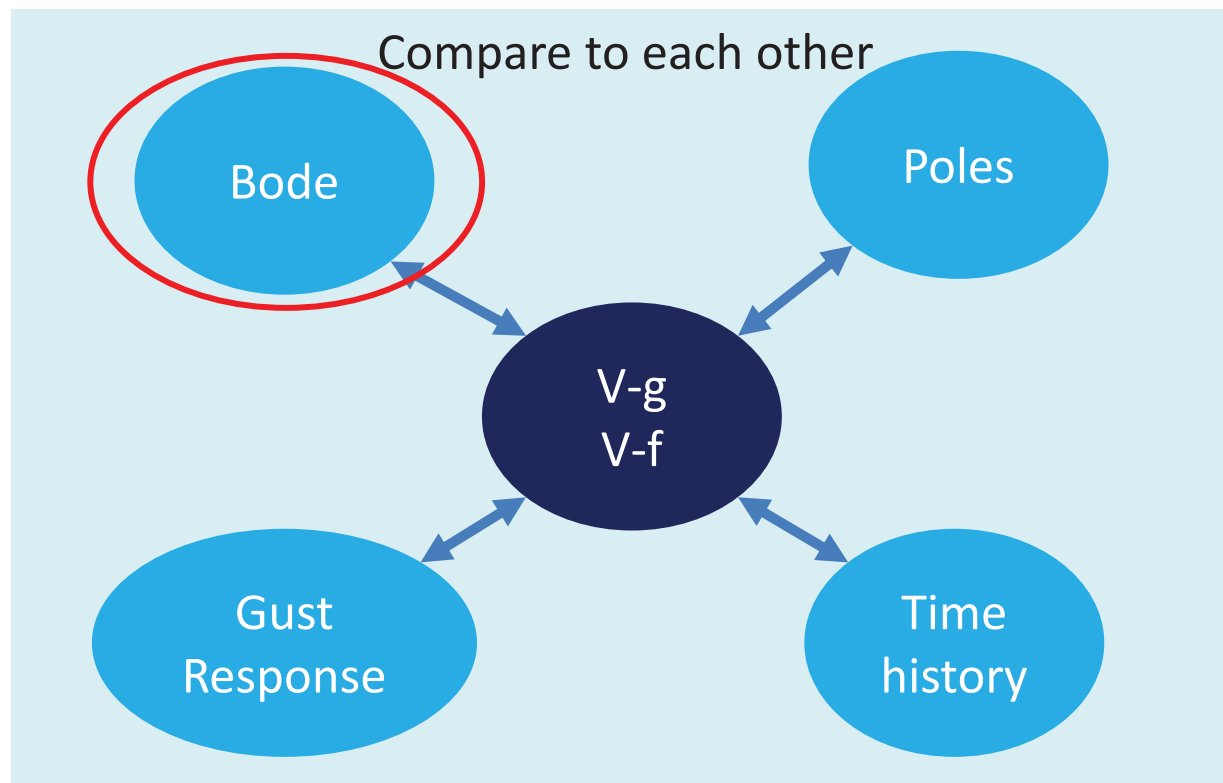 Compare to each other
Bode
Poles
V-g
V-f
Gust
Response
Time
history